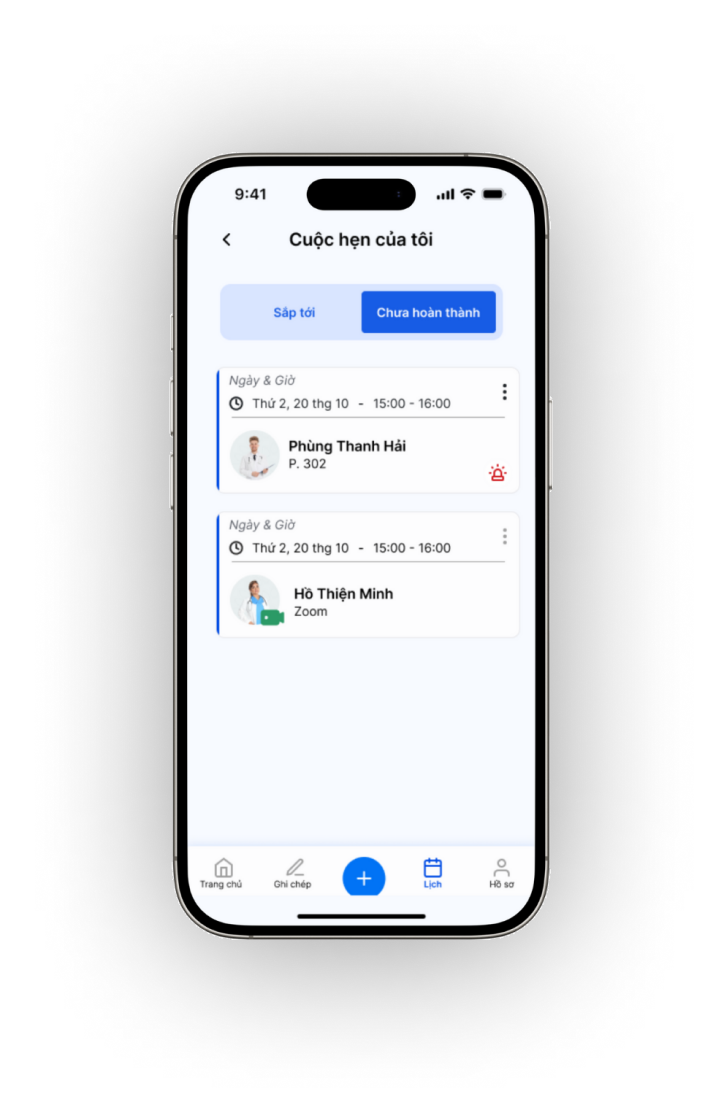 9:41
Cuộc hẹn của tôi
Sắp tới
Chưa hoàn thành
Ngày & Giờ
Thứ 2, 20 thg 10 - 15:00 - 16:00
Phùng Thanh Hải
P. 302
Ngày & Giờ
Thứ 2, 20 thg 10 - 15:00 - 16:00
Hồ Thiện Minh
Zoom
Trang chủ
Ghi chép
Lịch
Hồ sơ